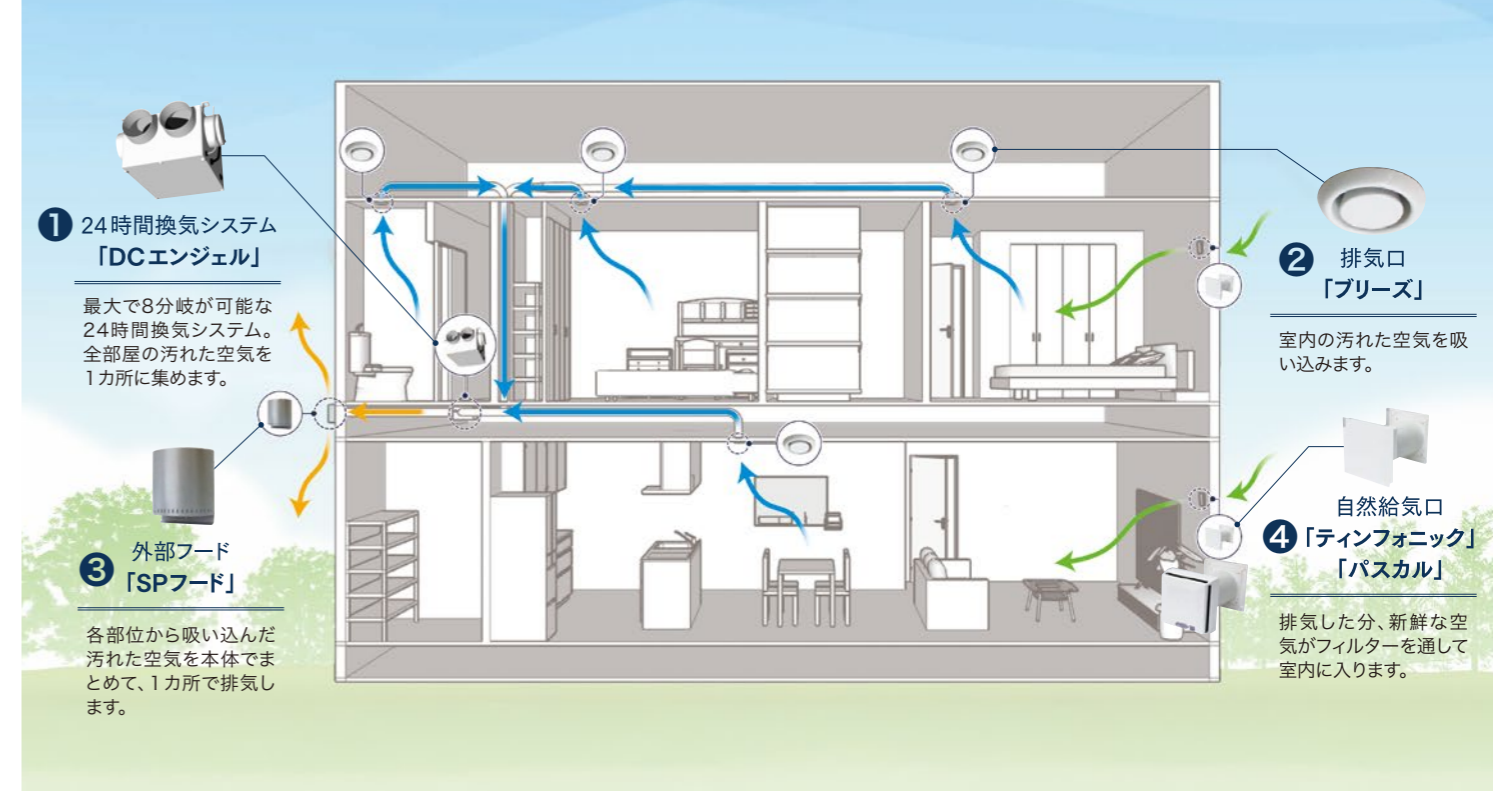 ❶ 24時間換気システム
「DCエンジェル」
最大で8分岐が可能な
24時間換気システム。
全部屋の汚れた空気を
1カ所に集めます。
❷ 排気口
「ブリーズ」
室内の汚れた空気を吸
い込みます。
❸ 外部フード
「SPフード」
各部位から吸い込んだ
汚れた空気を本体でま
とめて、1カ所で排気し
ます。
自然給気口
❹「ティンフォニック」
「パスカル」
排気した分、新鮮な空
気がフィルターを通して
室内に入ります。